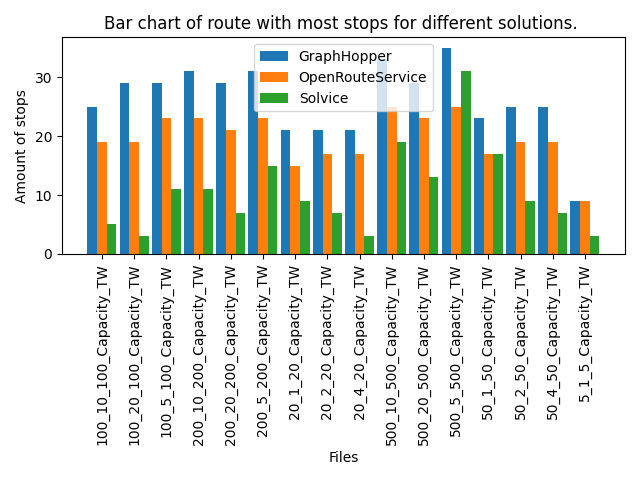 Bar chart of route with most stops for different solutions.
GraphHopper
OpenRouteService
Solvice
Amount of stops
30
20
10
0
100_10_100_Capacity_TW
100_20_100_Capacity_TW
100_5_100_Capacity_TW
200_10_200_Capacity_TW
200_20_200_Capacity_TW
200_5_200_Capacity_TW
20_1_20_Capacity_TW
20_2_20_Capacity_TW
20_4_20_Capacity_TW
500_10_500_Capacity_TW
500_20_500_Capacity_TW
500_5_500_Capacity_TW
50_1_50_Capacity_TW
50_2_50_Capacity_TW
50_4_50_Capacity_TW
5_1_5_Capacity_TW
Files